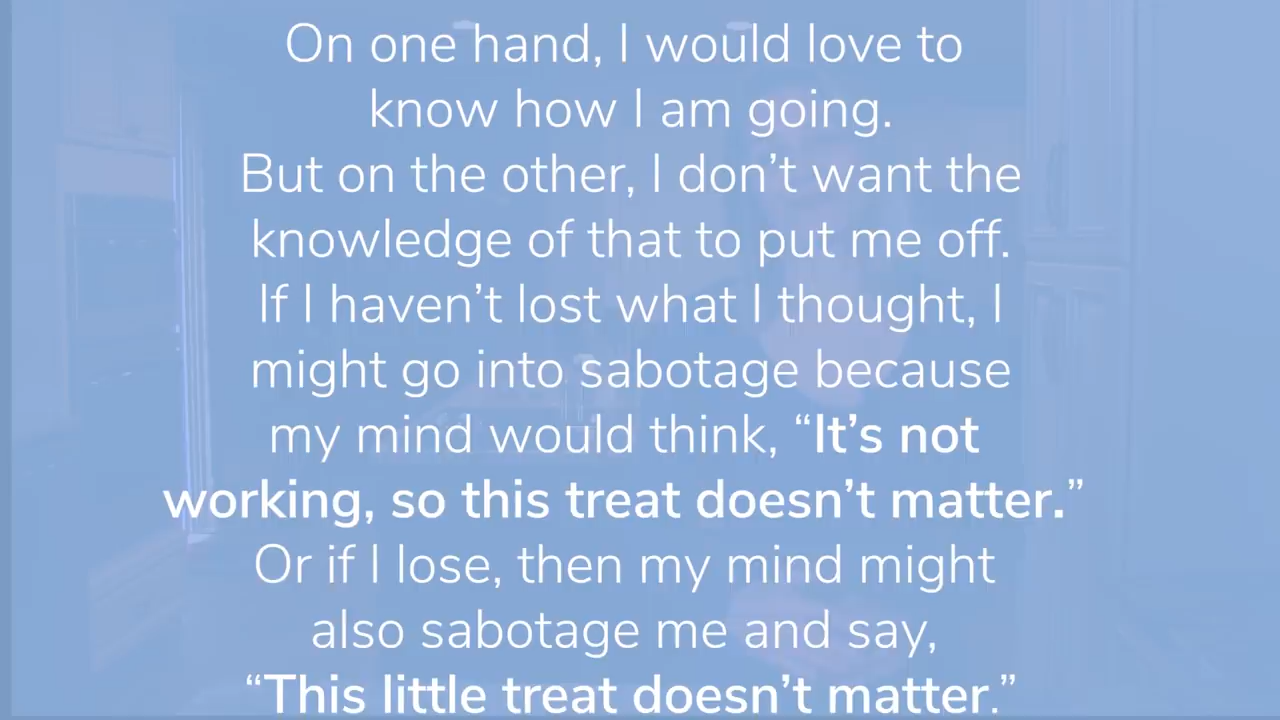 On one hand, I would love to
know how I am going.
But on the other, I don’t want the
knowledge of that to put me off.
If I haven’t lost what I thought, I
might go into sabotage because
my mind would think, “It’s not
working, so this treat doesn’t matter.”
Or if I lose, then my mind might
also sabotage me and say,
“This little treat doesn’t matter.”